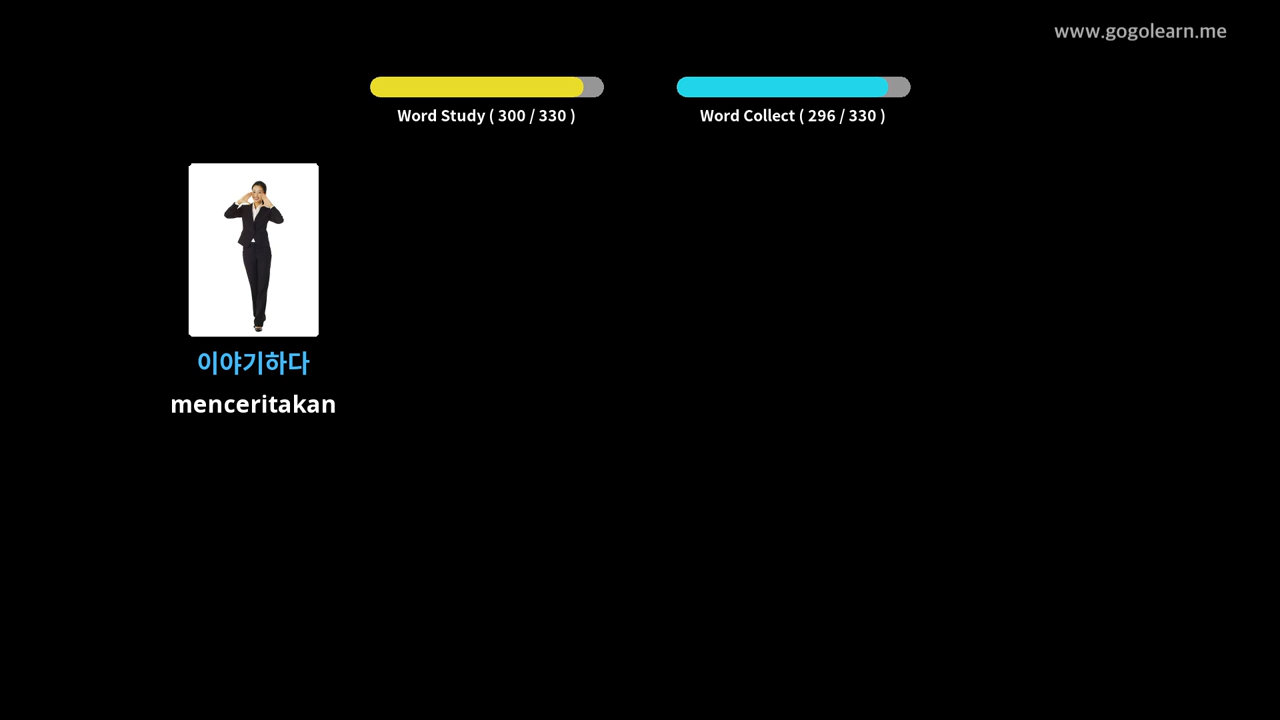 www.gogolearn.me
Word Study ( 300 / 330 )
Word Collect ( 296 / 330 )
이야기하다
menceritakan